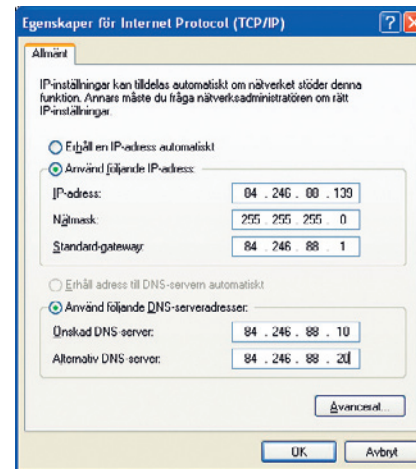 Egenskaper för Internet Protocol (TCP/IP)
Allmänt
IP-inställningar kan tilldelas automatiskt om nätverket stöder denna
funktion. Annars måste du fråga nätverksadministratören om rätt
IP-inställningar.
Erhåll en IP-adress automatiskt
Använd följande IP-adress:
IP-adress: 84 . 246 . 88 . 139
Nätmask: 255 . 255 . 255 . 0
Standard-gateway: 84 . 246 . 88 . 1
Erhåll adress till DNS-servern automatiskt
Använd följande DNS-serveradresser:
Önskad DNS-server: 84 . 246 . 88 . 10
Alternativ DNS-server: 84 . 246 . 88 . 20
Avancerat...
OK Avbryt